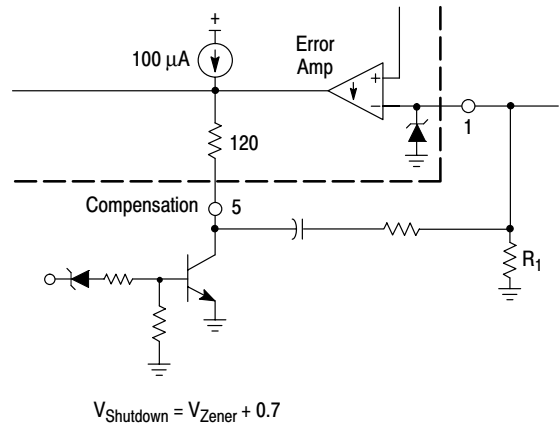 +
100 µA
Error
Amp
+
−
1
120
Compensation 5
R1
VShutdown = VZener + 0.7